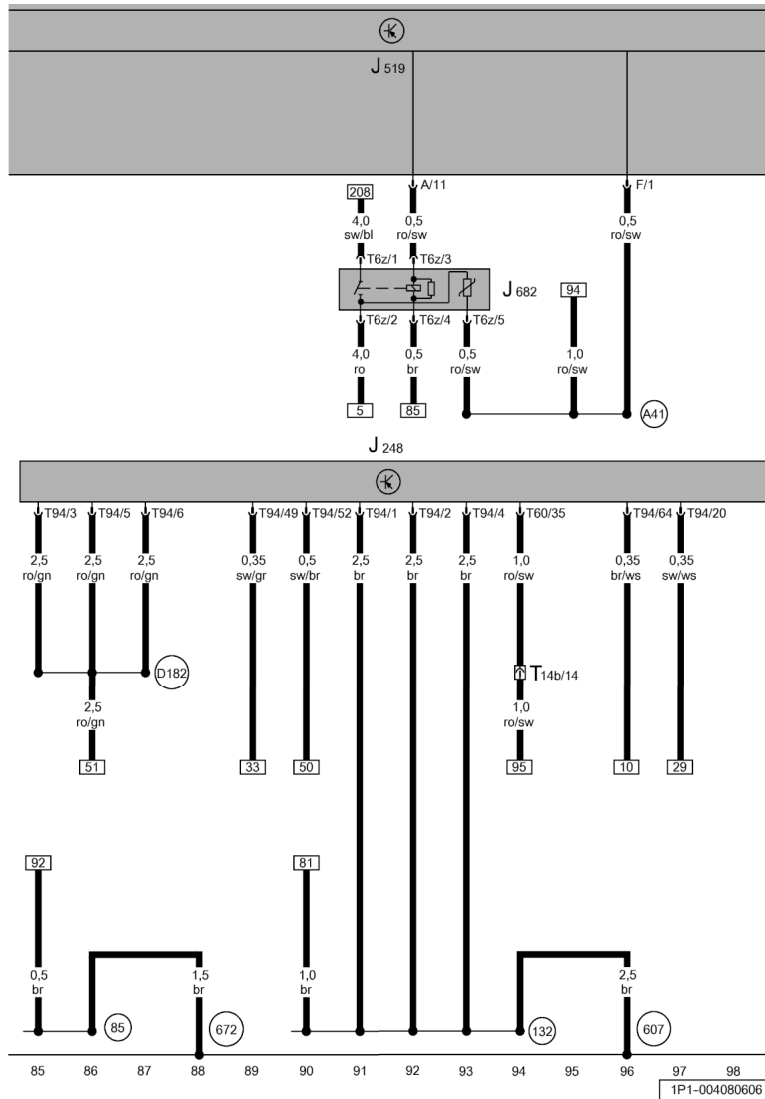 J 519
A/11
F/1
208
4,0
sw/bl
0,5
ro/sw
0,5
ro/sw
T6z/1
T6z/3
J 682
94
T6z/2
T6z/4
T6z/5
4,0
ro
0,5
br
0,5
ro/sw
1,0
ro/sw
5
85
A41
J 248
T94/3
T94/5
T94/6
T94/49
T94/52
T94/1
T94/2
T94/4
T60/35
T94/64
T94/20
2,5
ro/gn
2,5
ro/gn
2,5
ro/gn
0,35
sw/gr
0,5
sw/br
2,5
br
2,5
br
2,5
br
1,0
ro/sw
0,35
br/ws
0,35
sw/ws
D182
T 14b/14
2,5
ro/gn
1,0
ro/sw
51
33
50
95
10
29
92
81
0,5
br
1,5
br
1,0
br
2,5
br
85
672
132
607
85 86 87 88 89 90 91 92 93 94 95 96 97 98
1P1-004080606